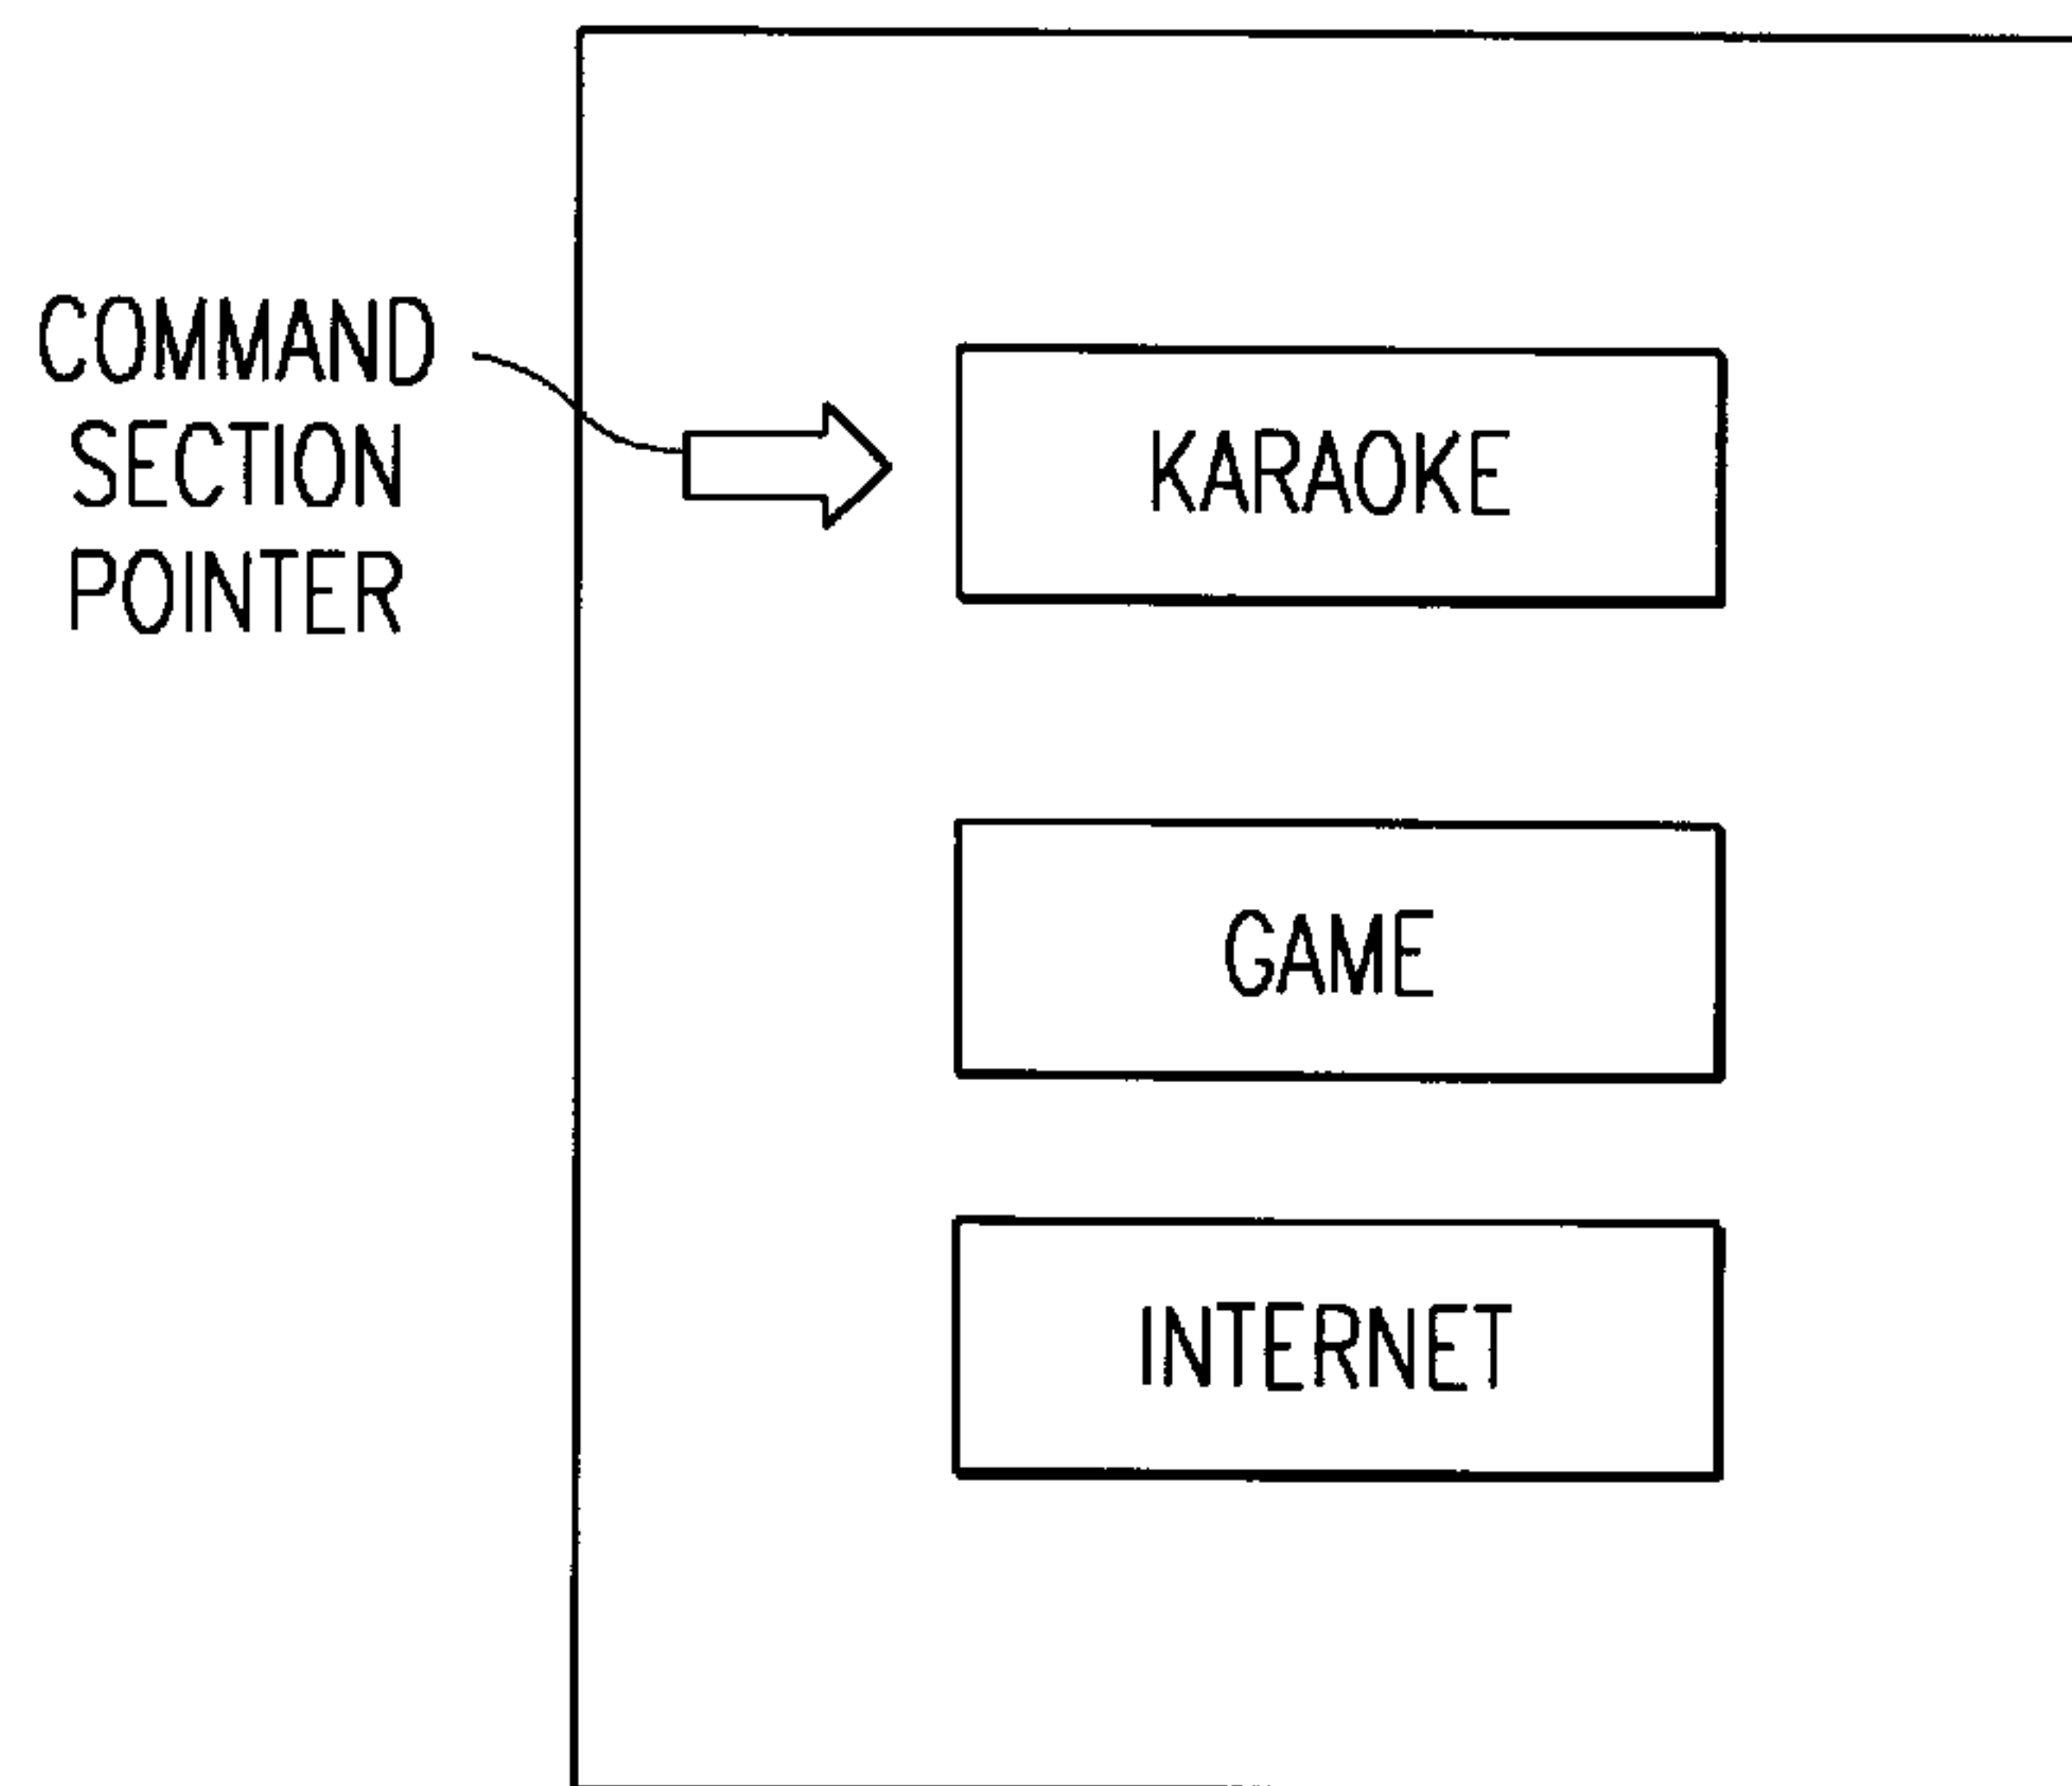 COMMAND
SECTION
POINTER
KARAOKE
GAME
INTERNET